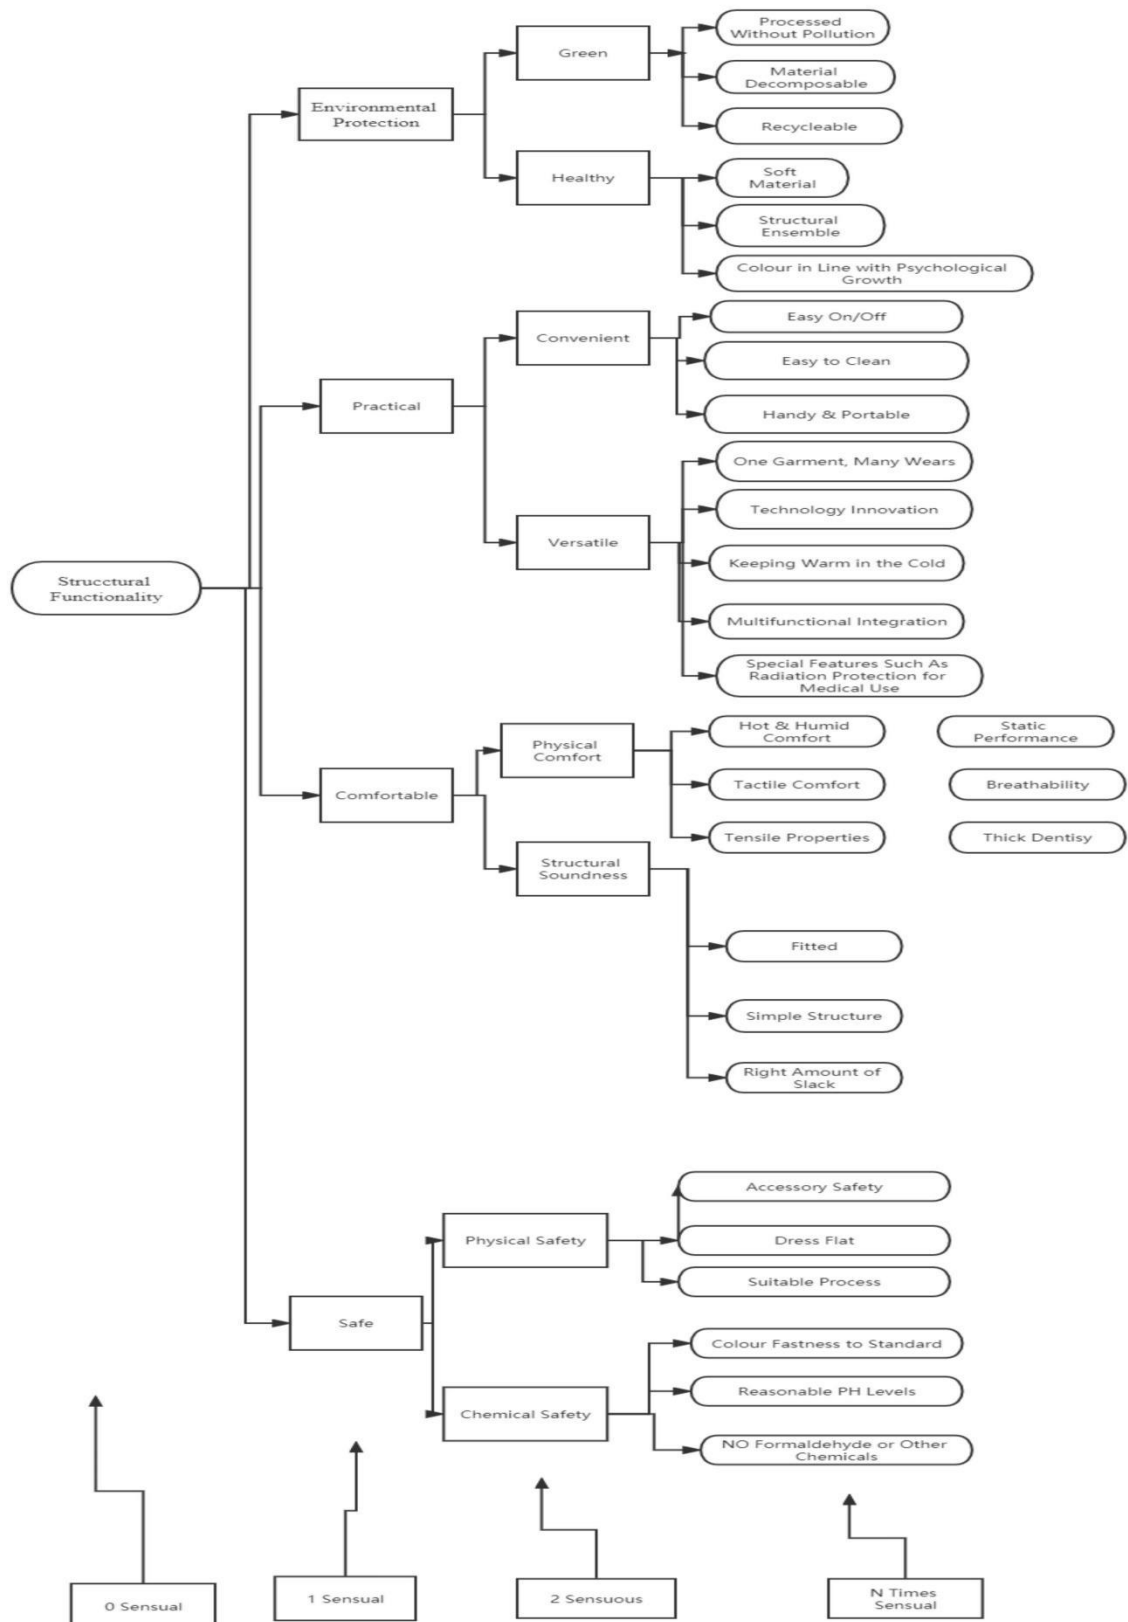 Processed
Without Pollution
Green
Material
Decomposable
Environmental
Protection
Recycleable
Healthy
Soft
Material
Structural
Ensemble
Colour in Line with Psychological
Growth
Easy On/Off
Convenient
Easy to Clean
Practical
Handy & Portable
One Garment, Many Wears
Technology Innovation
Versatile
Keeping Warm in the Cold
Strucctural
Functionality
Multifunctional Integration
Special Features Such As
Radiation Protection for
Medical Use
Hot & Humid
Comfort
Static
Performance
Physical
Comfort
Comfortable
Tactile Comfort
Breathability
Tensile Properties
Thick Dentisy
Structural
Soundness
Fitted
Simple Structure
Right Amount of
Slack
Accessory Safety
Physical Safety
Dress Flat
Suitable Process
Safe
Colour Fastness to Standard
Reasonable PH Levels
Chemical Safety
NO Formaldehyde or Other
Chemicals
0 Sensual
1 Sensual
2 Sensuous
N Times
Sensual